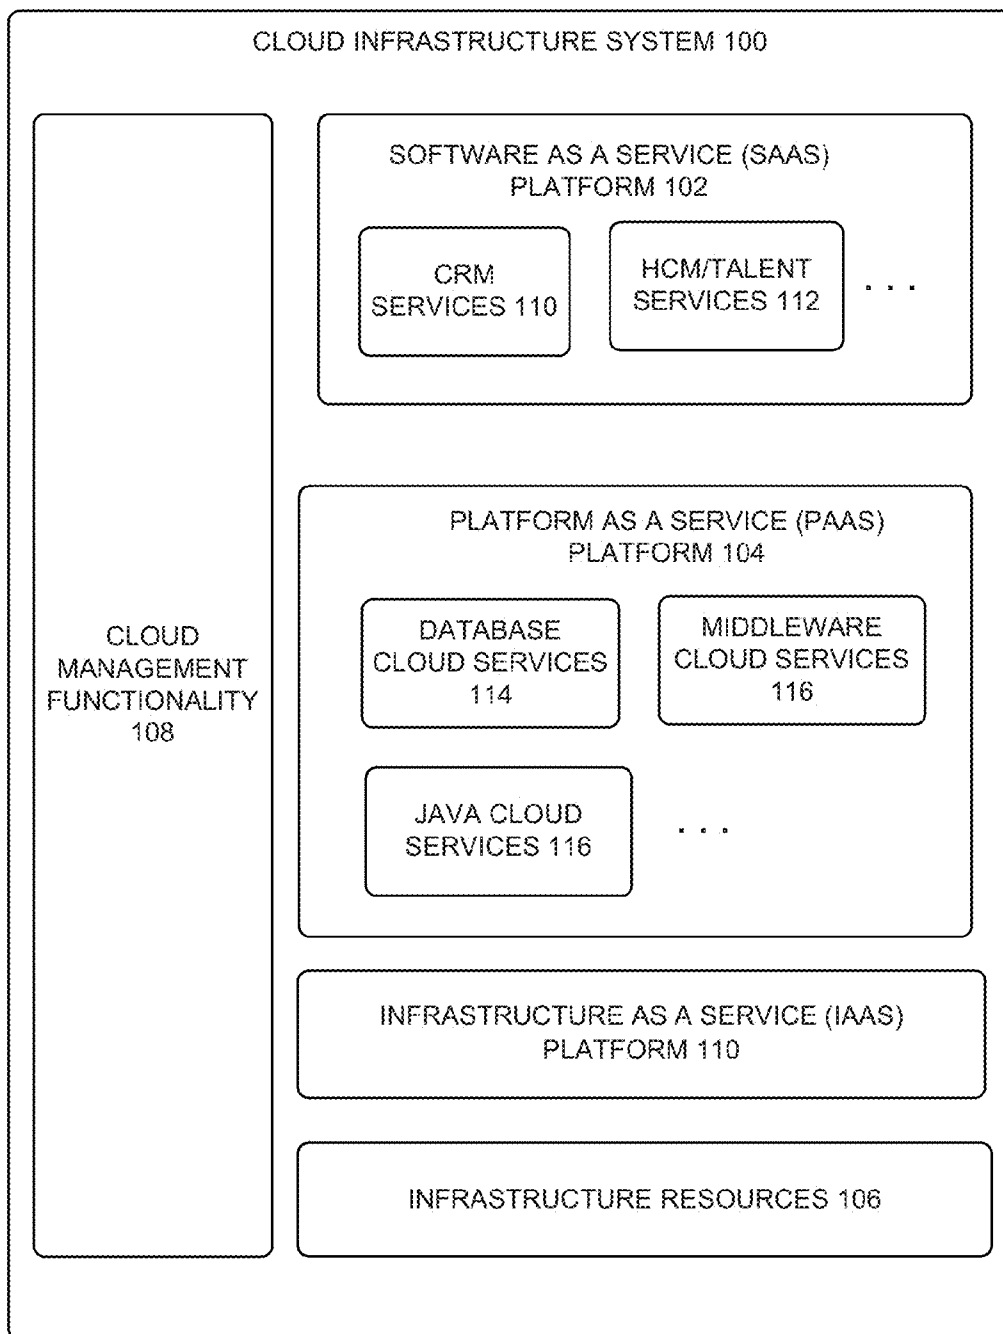 CLOUD INFRASTRUCTURE SYSTEM 100
SOFTWARE AS A SERVICE (SAAS)
PLATFORM 102
CRM
SERVICES 110
HCM/TALENT
SERVICES 112
. . .
PLATFORM AS A SERVICE (PAAS)
PLATFORM 104
DATABASE
CLOUD SERVICES
114
MIDDLEWARE
CLOUD SERVICES
116
JAVA CLOUD
SERVICES 116
. . .
CLOUD
MANAGEMENT
FUNCTIONALITY
108
INFRASTRUCTURE AS A SERVICE (IAAS)
PLATFORM 110
INFRASTRUCTURE RESOURCES 106